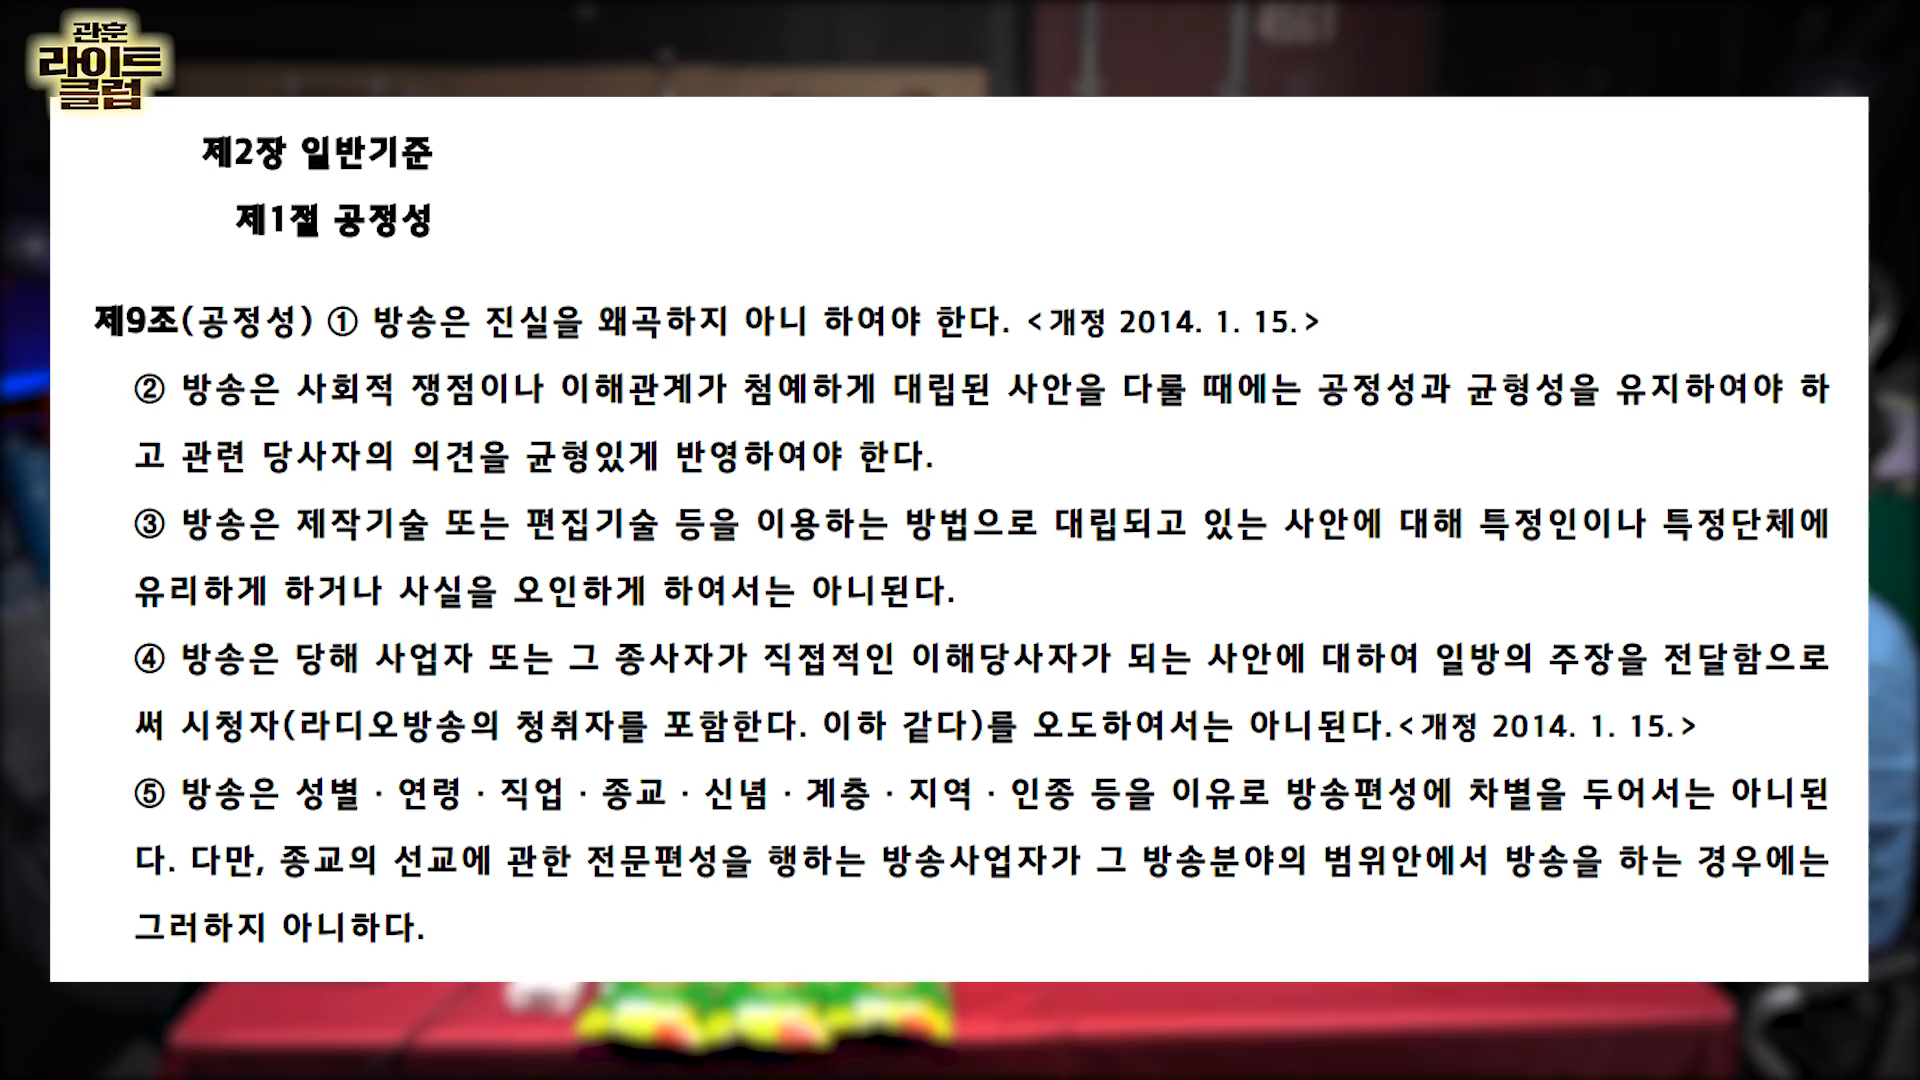 관훈
라이트
클럽
제2장 일반기준
제1절 공정성
제9조(공정성) ① 방송은 진실을 왜곡하지 아니 하여야 한다. <개정 2014. 1. 15.>
② 방송은 사회적 쟁점이나 이해관계가 첨예하게 대립된 사안을 다룰 때에는 공정성과 균형성을 유지하여야 하
고 관련 당사자의 의견을 균형있게 반영하여야 한다.
③ 방송은 제작기술 또는 편집기술 등을 이용하는 방법으로 대립되고 있는 사안에 대해 특정인이나 특정단체에
유리하게 하거나 사실을 오인하게 하여서는 아니된다.
④ 방송은 당해 사업자 또는 그 종사자가 직접적인 이해당사자가 되는 사안에 대하여 일방의 주장을 전달함으로
써 시청자(라디오방송의 청취자를 포함한다. 이하 같다)를 오도하여서는 아니된다.<개정 2014. 1. 15.>
⑤ 방송은 성별·연령·직업·종교·신념·계층·지역·인종 등을 이유로 방송편성에 차별을 두어서는 아니된
다. 다만, 종교의 선교에 관한 전문편성을 행하는 방송사업자가 그 방송분야의 범위안에서 방송을 하는 경우에는
그러하지 아니하다.